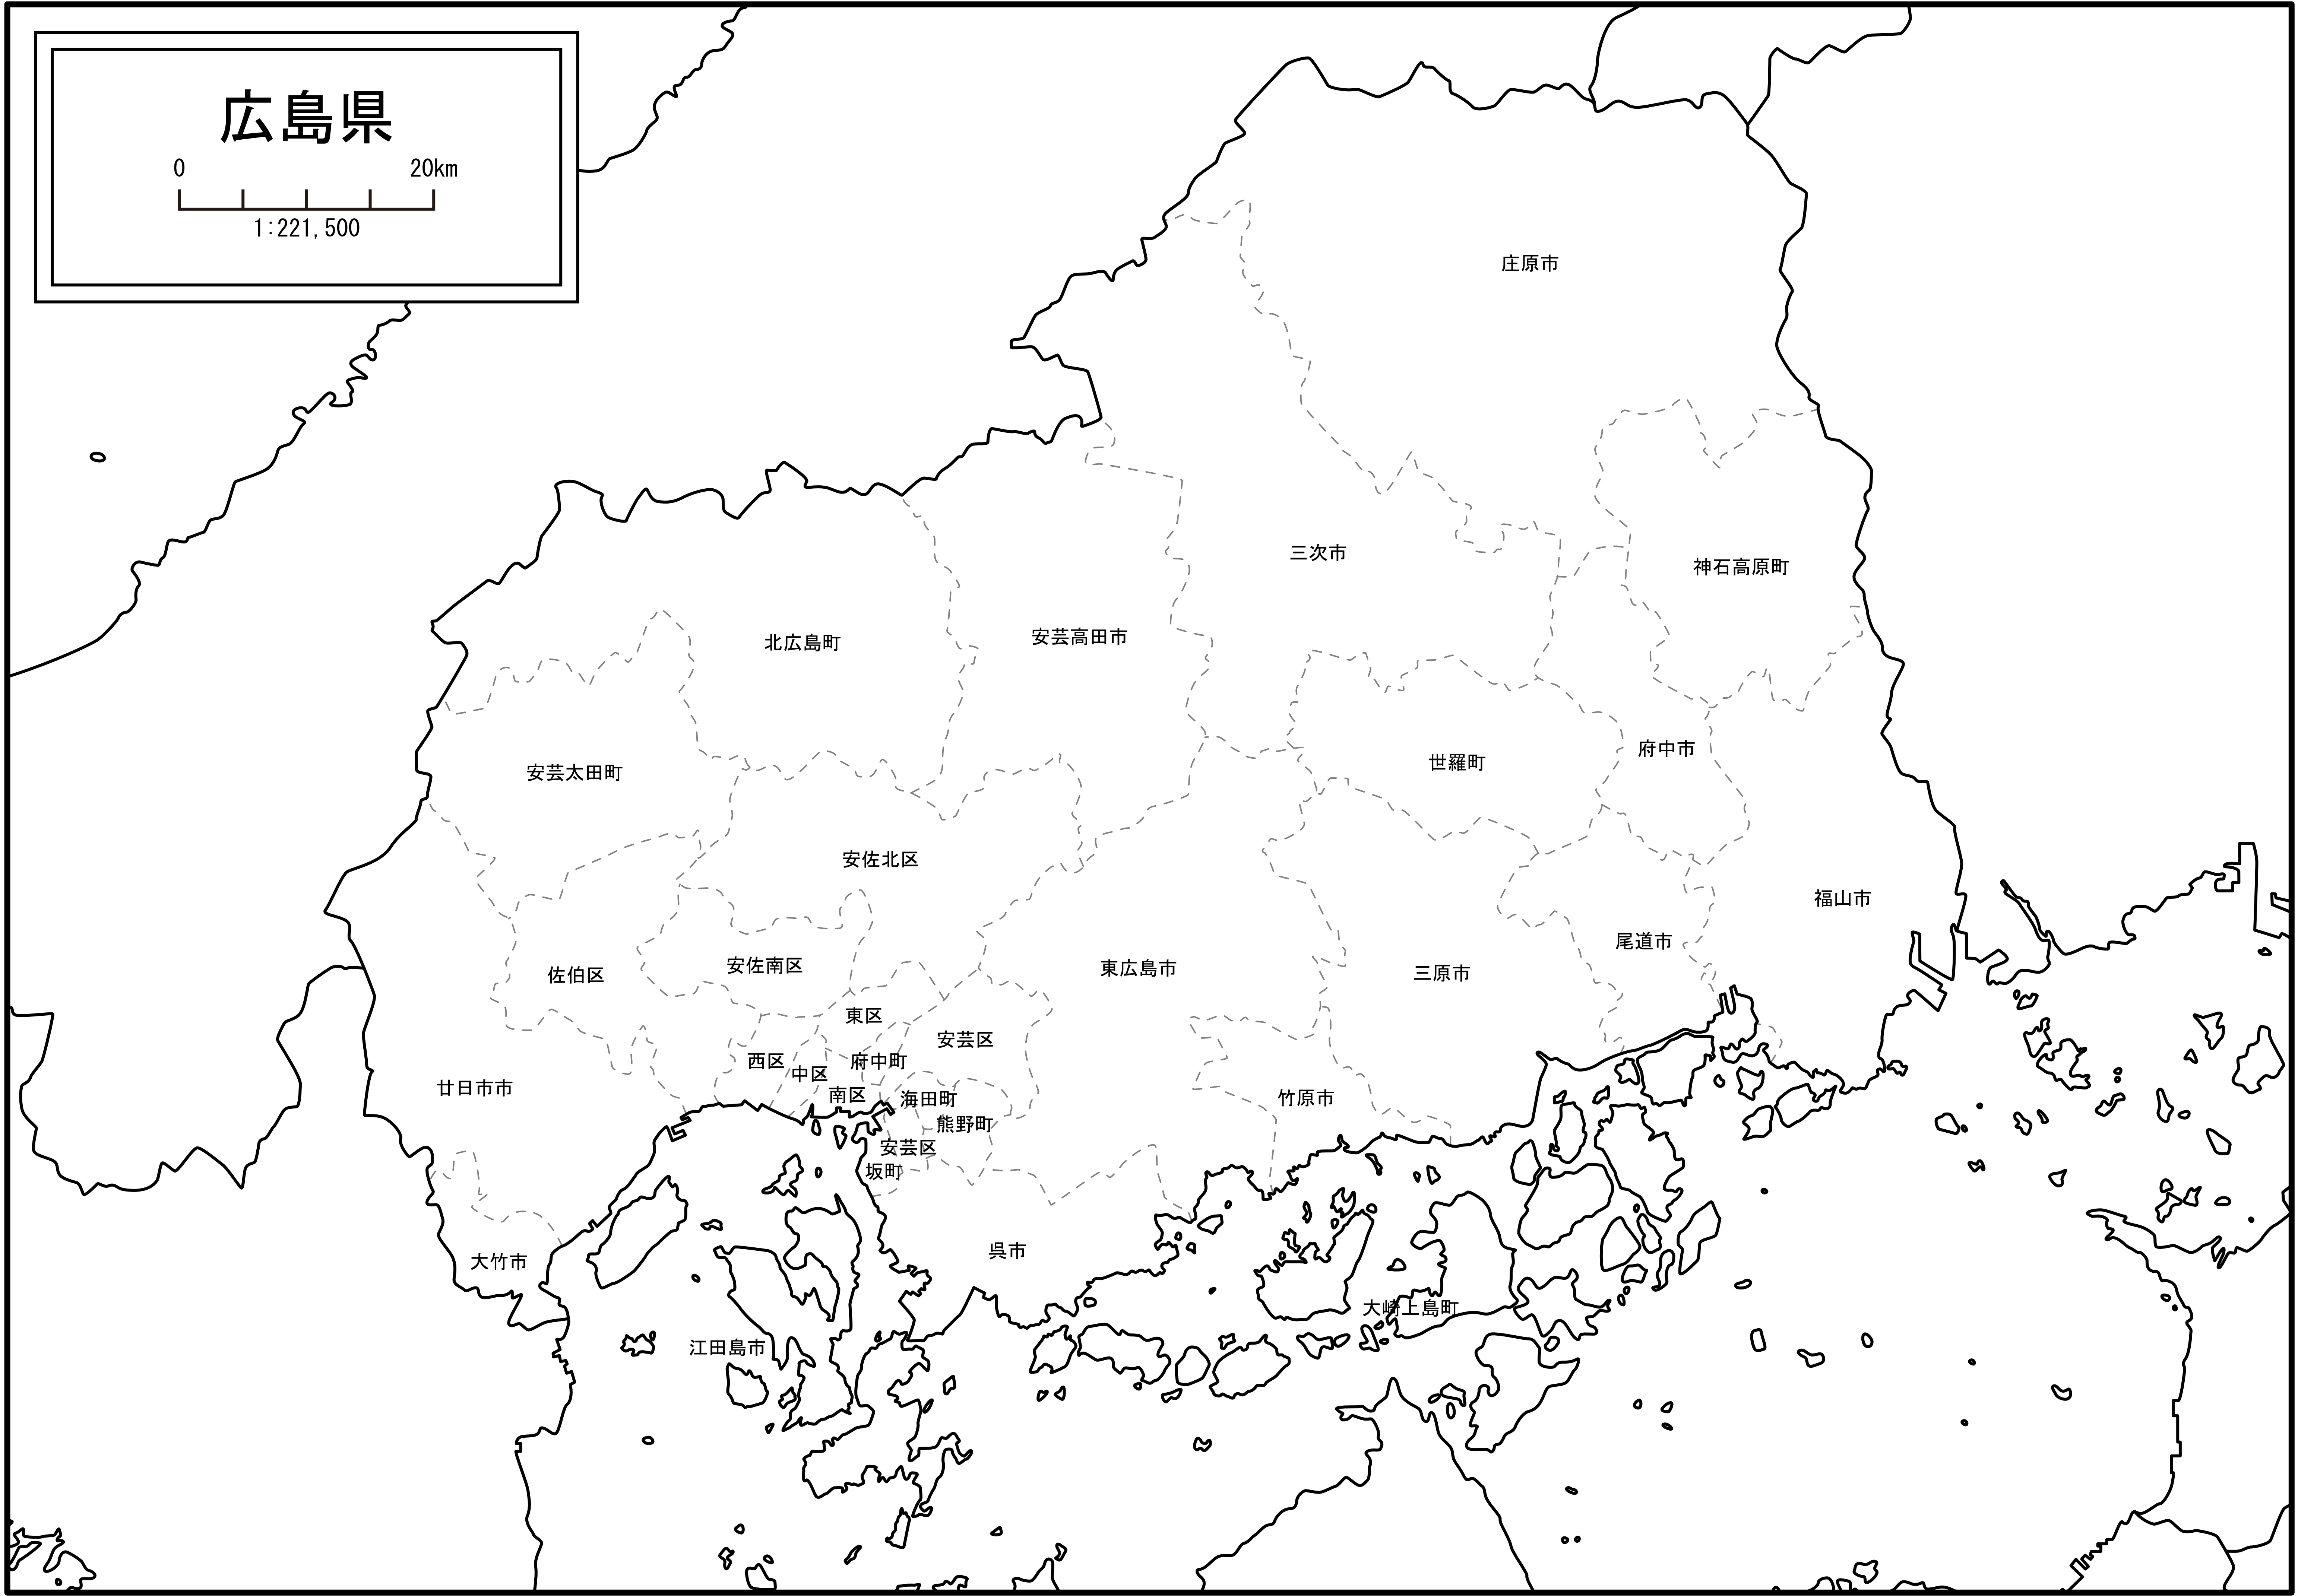 広島県
0 20km
1:221,500
庄原市
三次市
神石高原町
北広島町
安芸高田市
府中市
世羅町
安芸太田町
安佐北区
福山市
尾道市
安佐南区
東広島市
三原市
佐伯区
東区
安芸区
西区
府中町
中区
廿日市市
南区
海田町
竹原市
熊野町
安芸区
坂町
呉市
大竹市
大崎上島町
江田島市